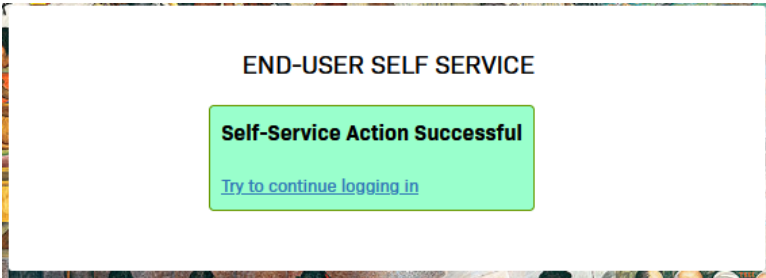 END-USER SELF SERVICE
Self-Service Action Successful
Try to continue logging in